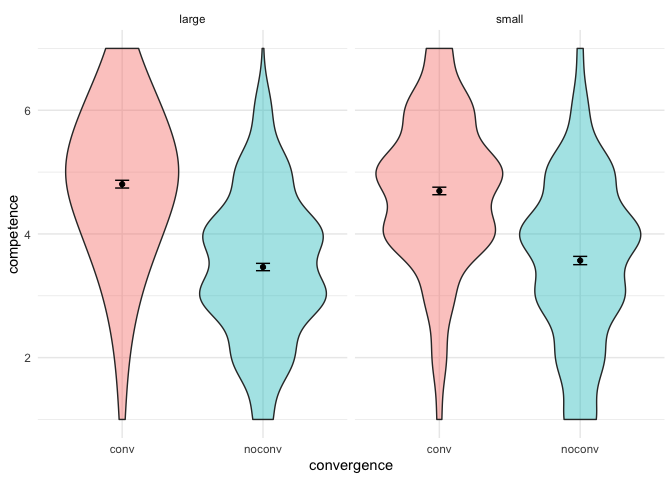 large small
competence
6
4
2
conv noconv conv noconv
convergence